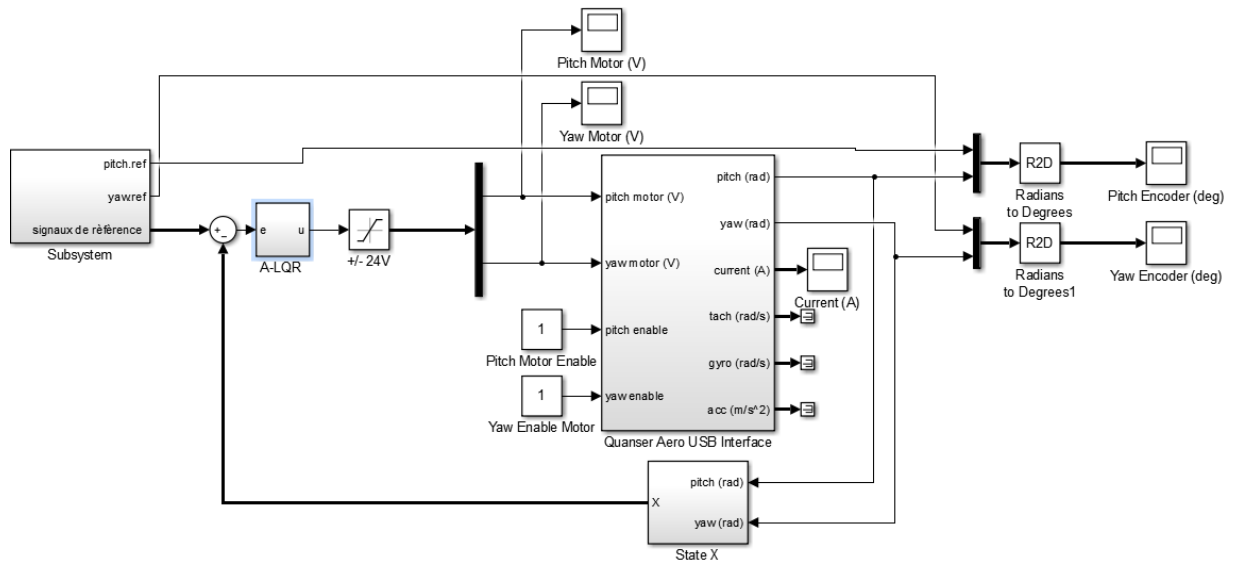 Pitch Motor (V)
Yaw Motor (V)
pitch.ref
yaw.ref
signaux de rèfèrence
Subsystem
+
−
e
u
A-LQR
+/- 24V
pitch motor (V)
yaw motor (V)
pitch enable
yaw enable
pitch (rad)
yaw (rad)
current (A)
tach (rad/s)
gyro (rad/s)
acc (m/s^2)
Quanser Aero USB Interface
1
Pitch Motor Enable
1
Yaw Enable Motor
Current (A)
R2D
Radians
to Degrees
Pitch Encoder (deg)
R2D
Radians
to Degrees1
Yaw Encoder (deg)
pitch (rad)
X
yaw (rad)
State X